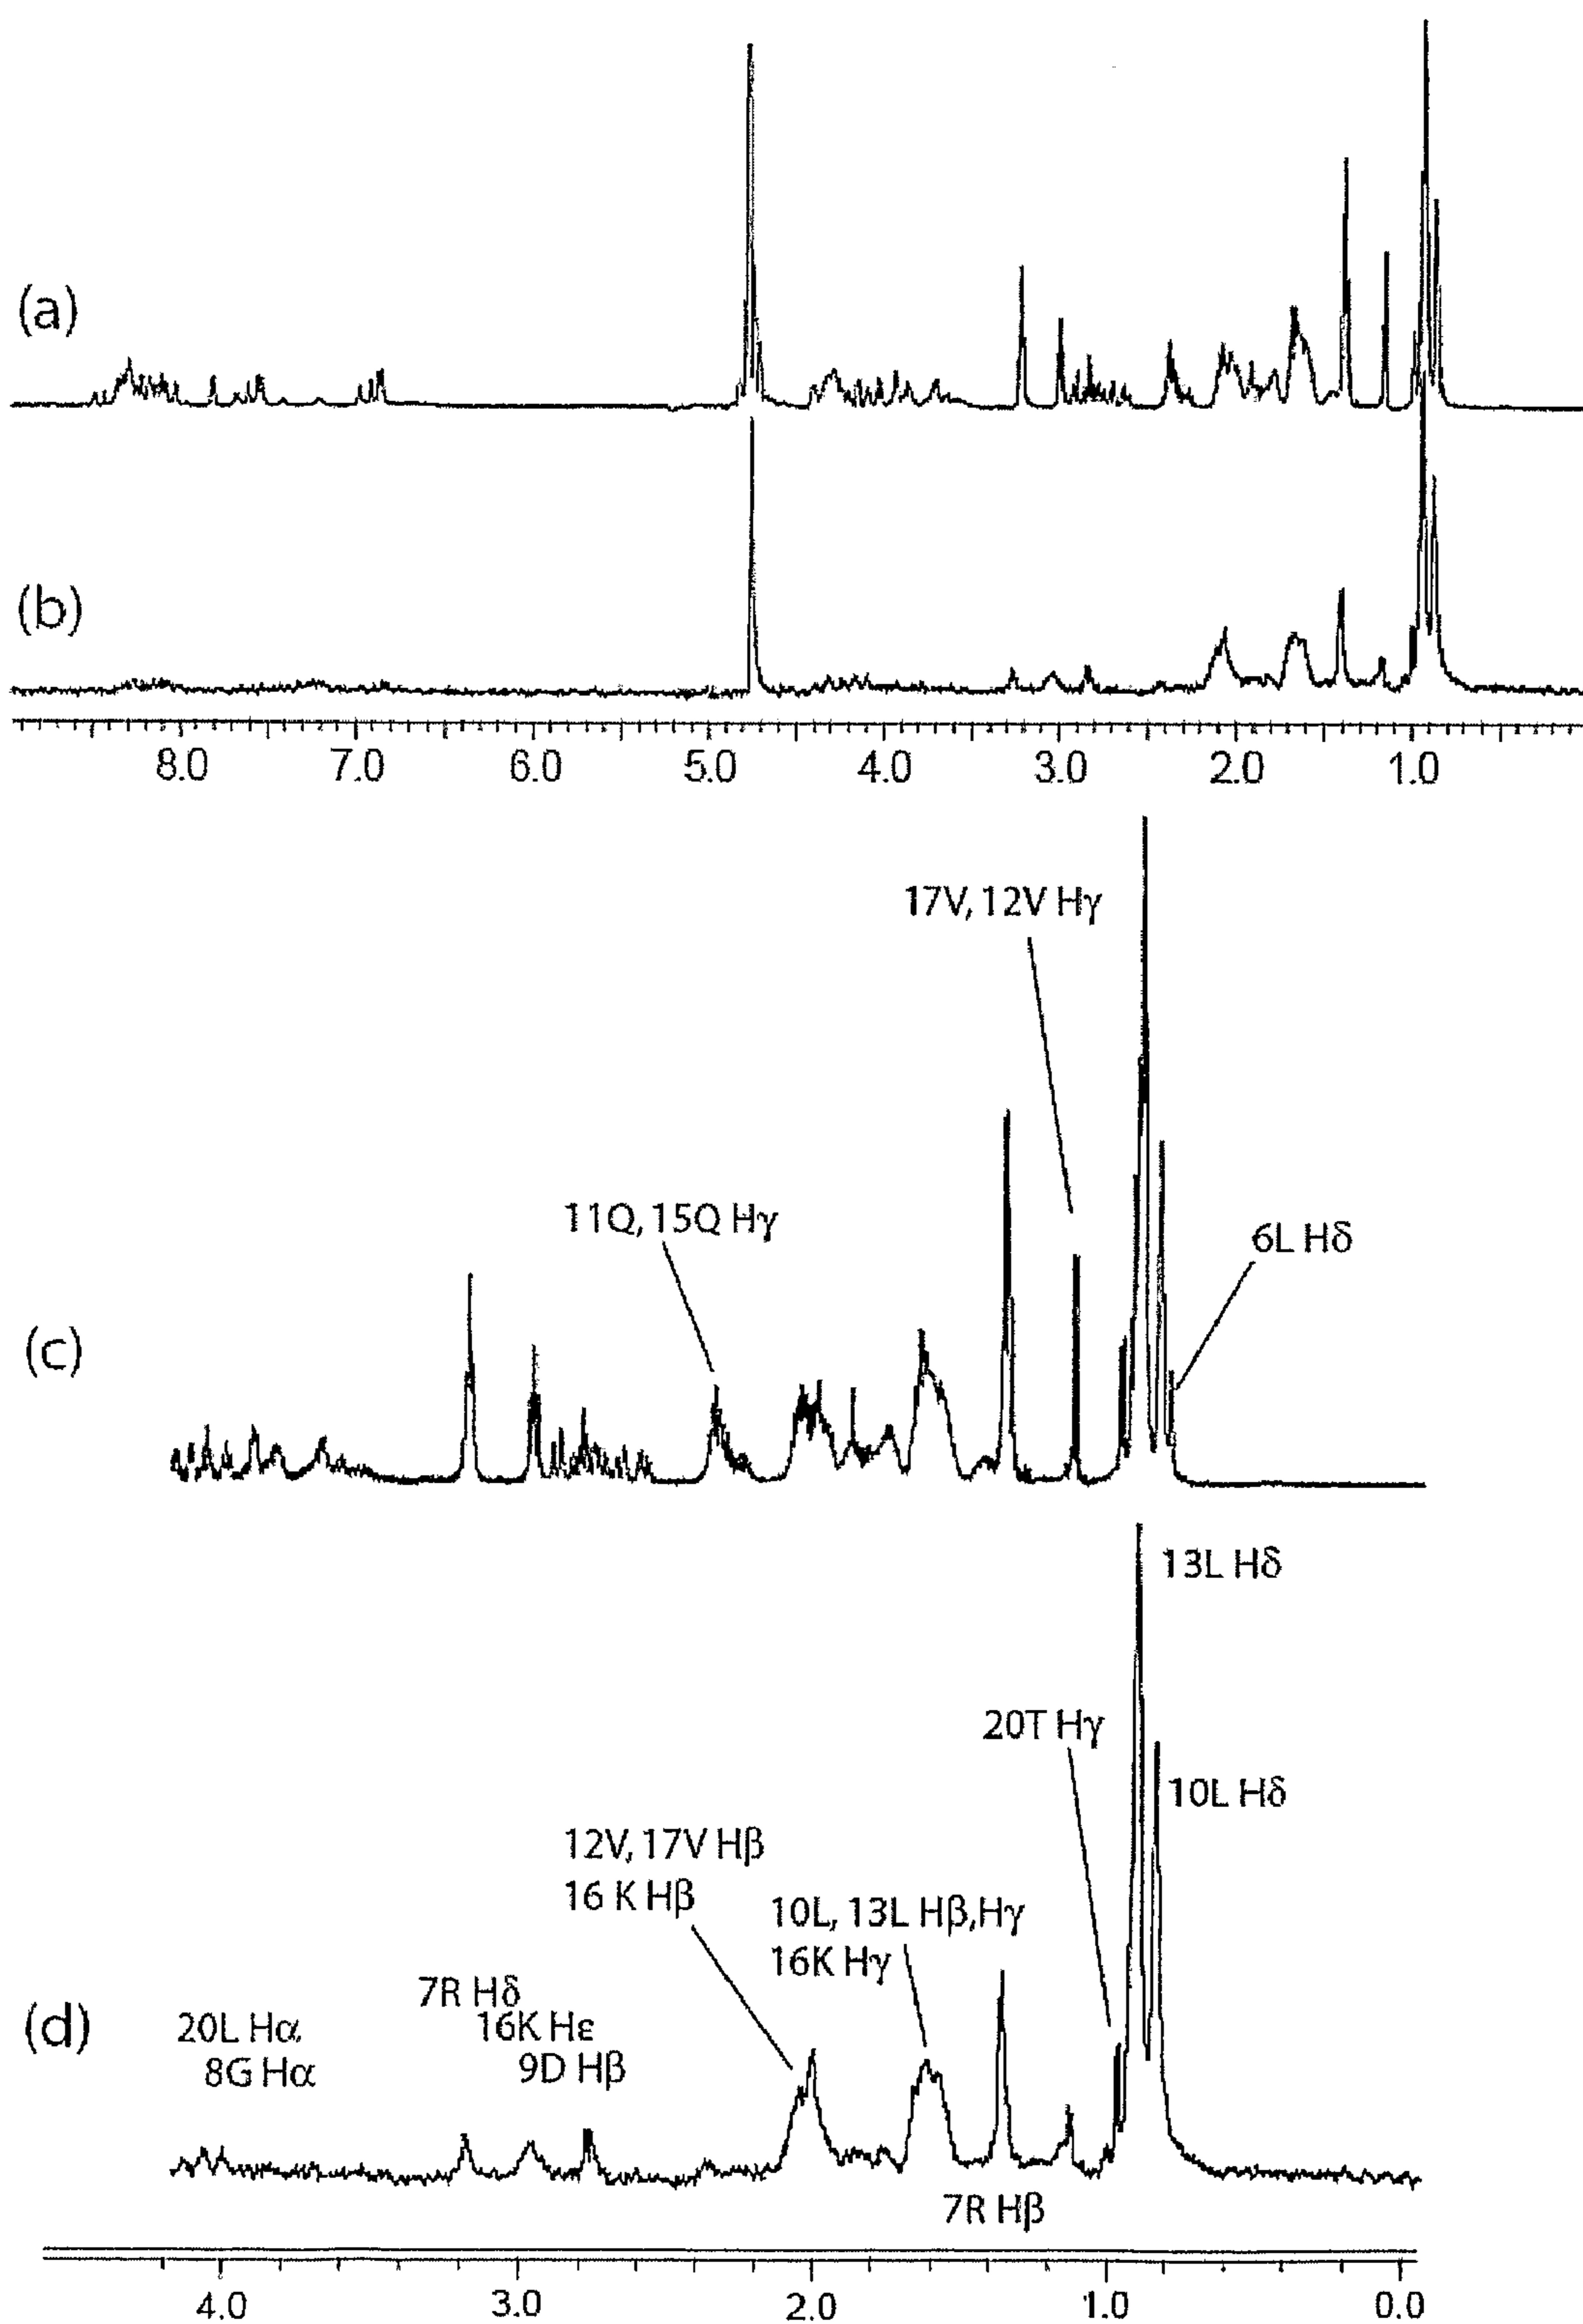 (a)
(b)
8.0 7.0 6.0 5.0 4.0 3.0 2.0 1.0
17V, 12V Hγ
11Q, 15Q Hγ
6L Hδ
(c)
13L Hδ
20T Hγ
10L Hδ
12V, 17V Hβ
16 K Hβ
10L, 13L Hβ,Hγ
16K Hγ
7R Hδ
(d)
20L Hα
16K Hε
8G Hα
9D Hβ
7R Hβ
4.0 3.0 2.0 1.0 0.0